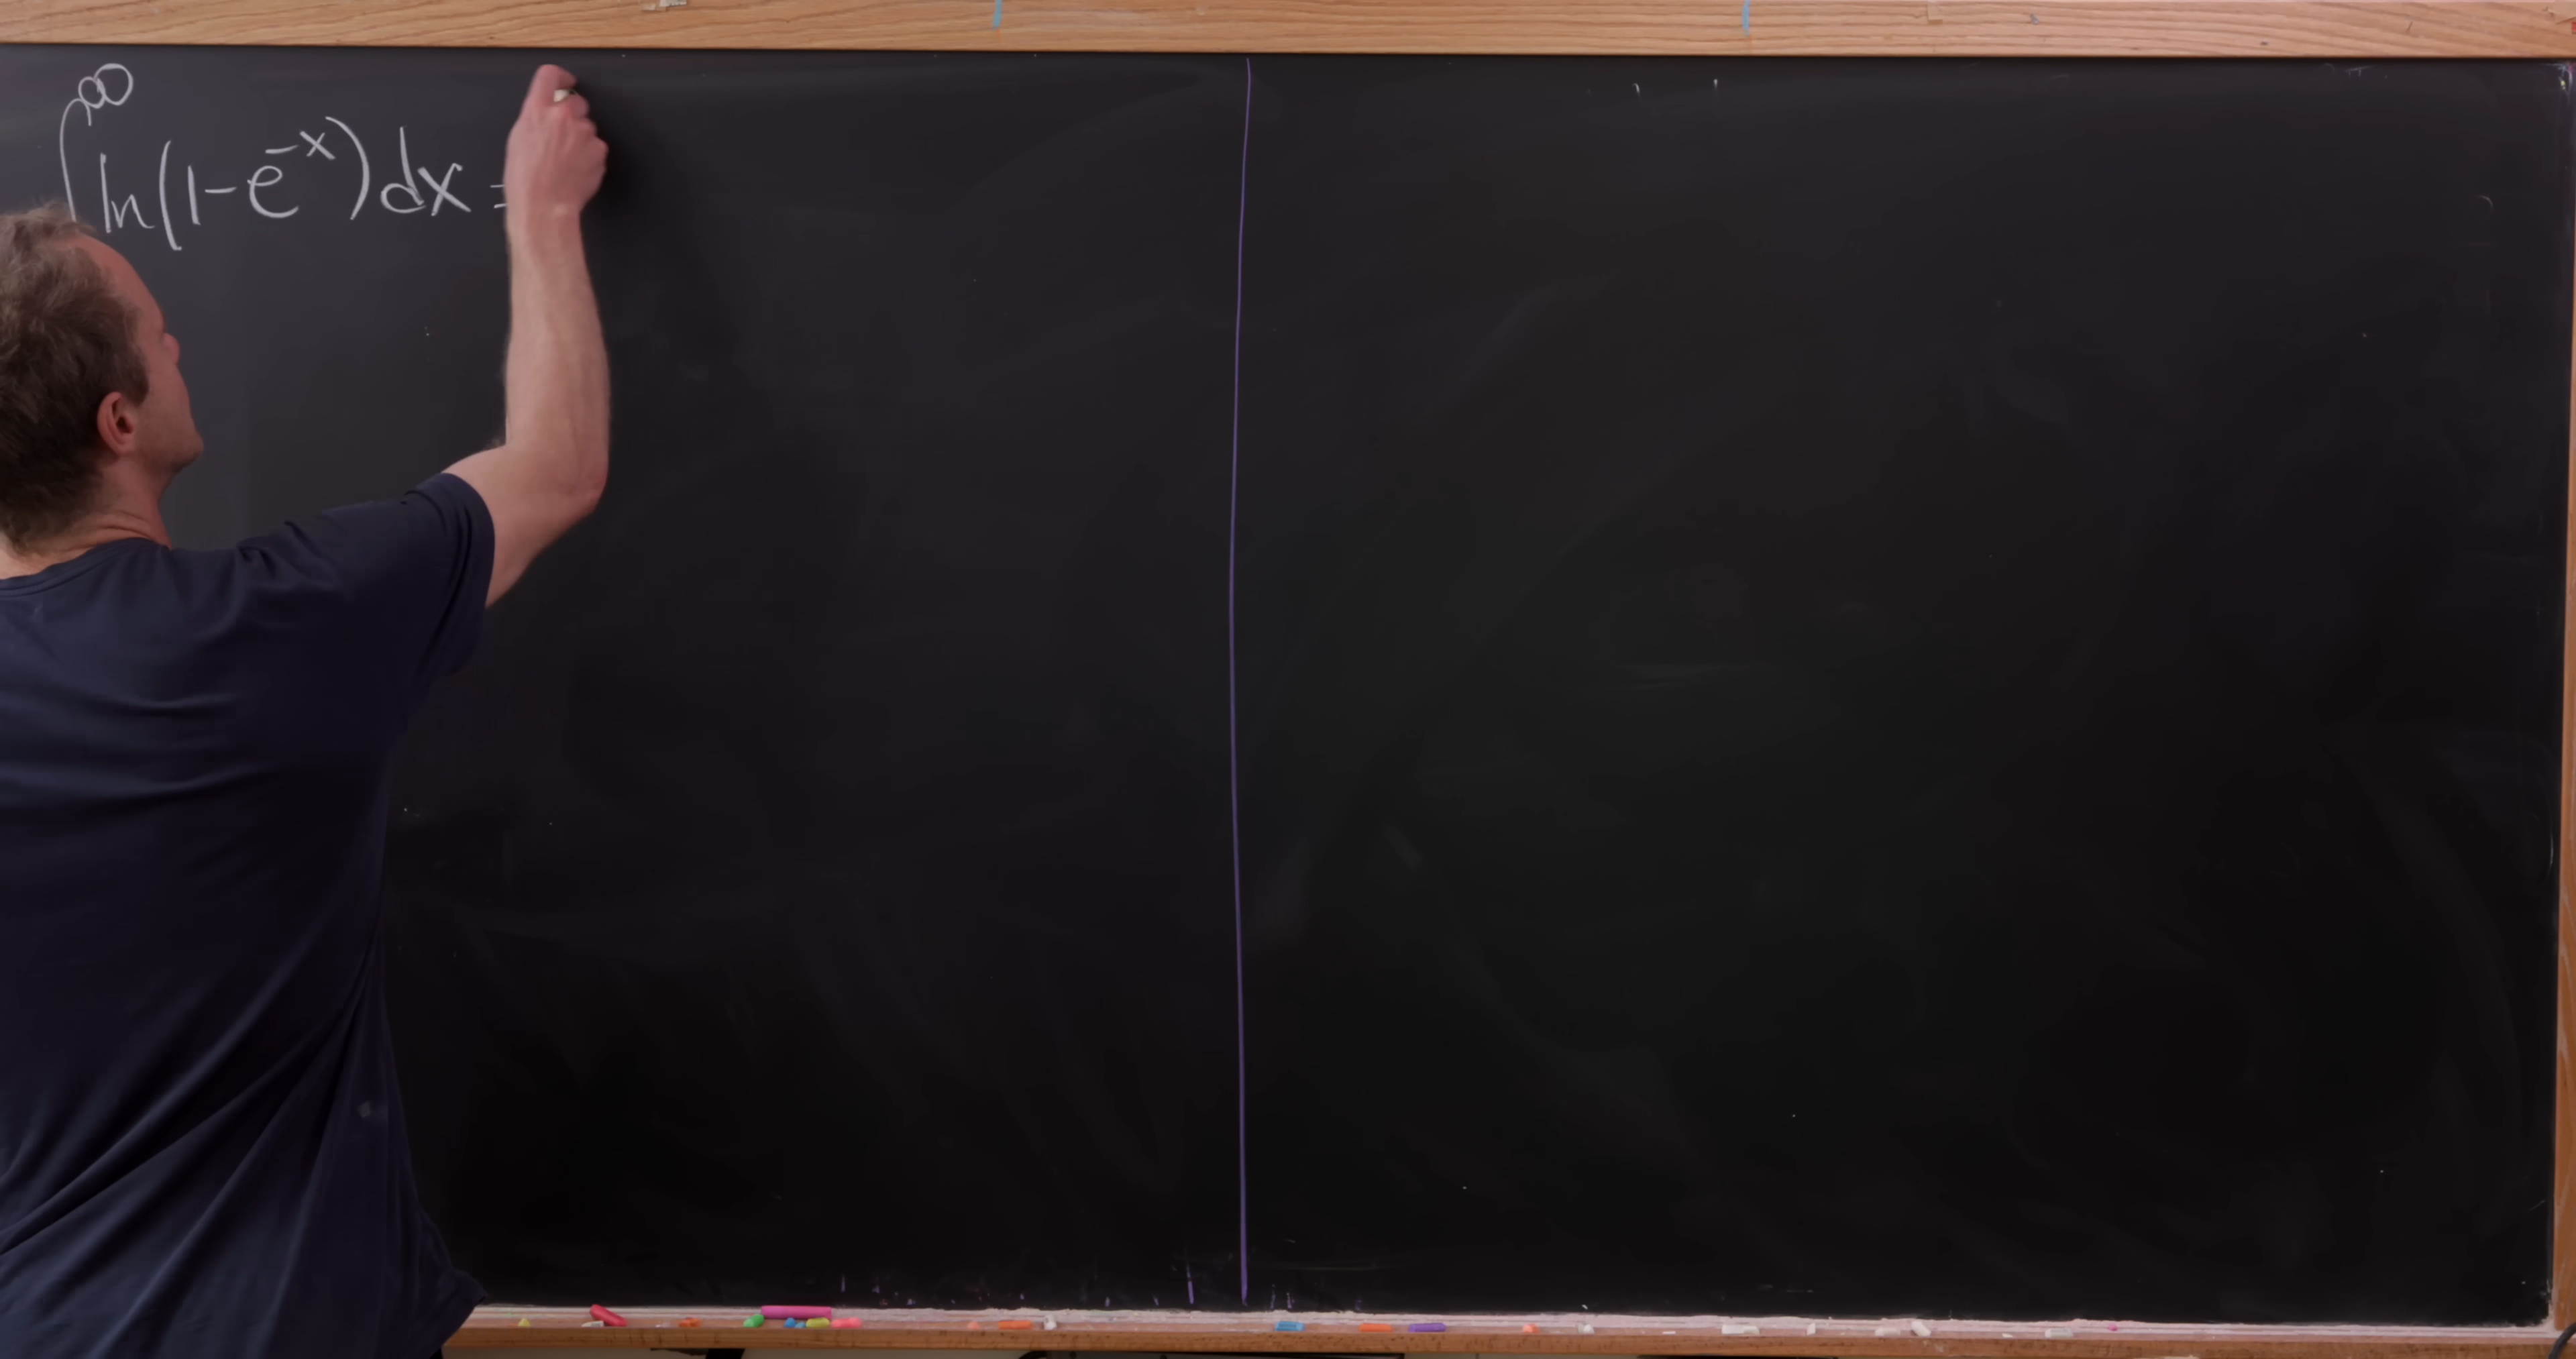 ∫^∞ ln(1-e^{-x})dx =